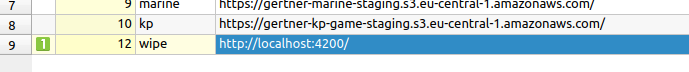 7 9 marine https://gertner-marine-staging.s3.eu-central-1.amazonaws.com/
8 10 kp https://gertner-kp-game-staging.s3.eu-central-1.amazonaws.com/
9 1 12 wipe http://localhost:4200/